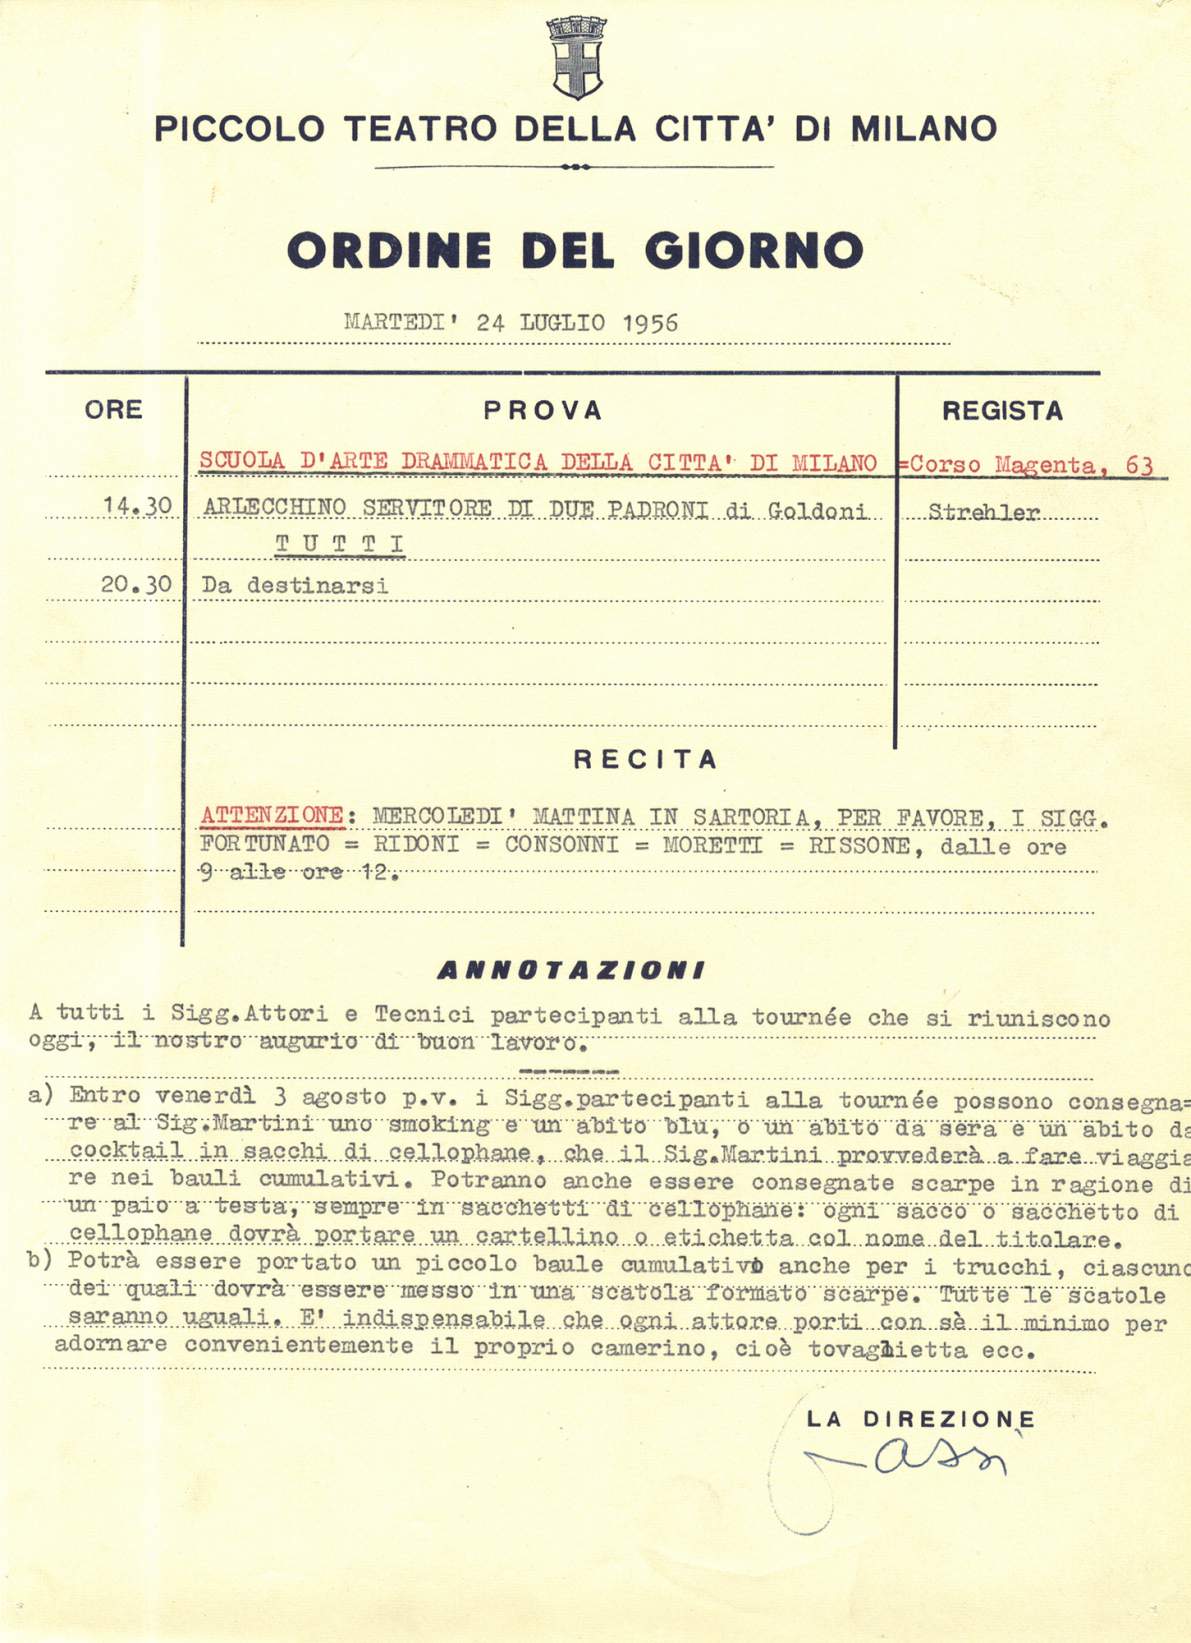 PICCOLO TEATRO DELLA CITTA' DI MILANO
ORDINE DEL GIORNO
MARTEDI' 24 LUGLIO 1956
ORE PROVA REGISTA
SCUOLA D'ARTE DRAMMATICA DELLA CITTA' DI MILANO =Corso Magenta, 63
14.30 ARLECCHINO SERVITORE DI DUE PADRONI di Goldoni Strehler
T U T T I
20.30 Da destinarsi
RECITA
ATTENZIONE: MERCOLEDI' MATTINA IN SARTORIA, PER FAVORE, I SIGG.
FORTUNATO = RIDONI = CONSONNI = MORETTI = RISSONE, dalle ore
9 alle ore 12.
ANNOTAZIONI
A tutti i Sigg.Attori e Tecnici partecipanti alla tournée che si riuniscono
oggi, il nostro augurio di buon lavoro.
a) Entro venerdì 3 agosto p.v. i Sigg.partecipanti alla tournée possono consegna=
re al Sig.Martini uno smoking e un abito blu, o un abito da sera e un abito da
cocktail in sacchi di cellophane, che il Sig.Martini provvederà a fare viaggia
re nei bauli cumulativi. Potranno anche essere consegnate scarpe in ragione di
un paio a testa, sempre in sacchetti di cellophane: ogni sacco o sacchetto di
cellophane dovrà portare un cartellino o etichetta col nome del titolare.
b) Potrà essere portato un piccolo baule cumulativo anche per i trucchi, ciascuno
dei quali dovrà essere messo in una scatola formato scarpe. Tutte le scatole
saranno uguali. E' indispensabile che ogni attore porti con sè il minimo per
adornare convenientemente il proprio camerino, cioè tovaglietta ecc.
LA DIREZIONE
Grassi